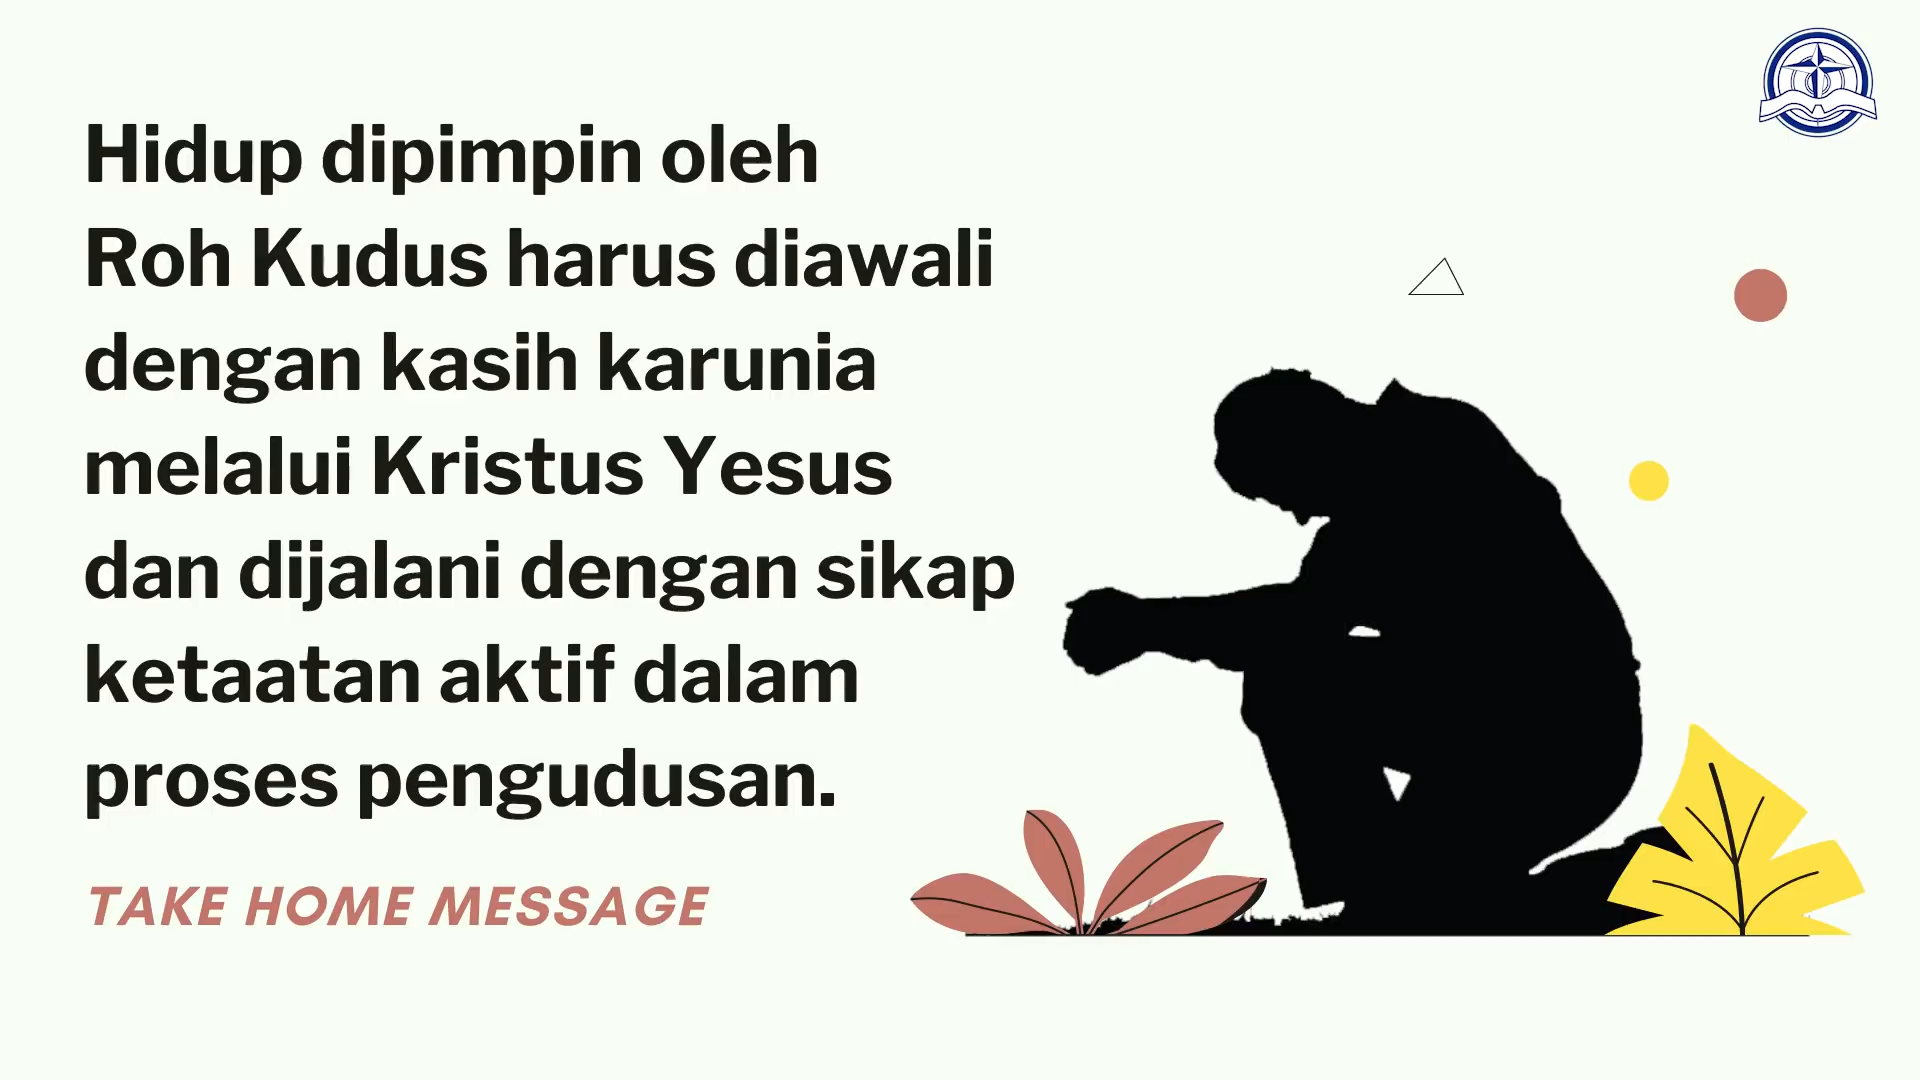 Hidup dipimpin oleh
Roh Kudus harus diawali
dengan kasih karunia
melalui Kristus Yesus
dan dijalani dengan sikap
ketaatan aktif dalam
proses pengudusan.
TAKE HOME MESSAGE